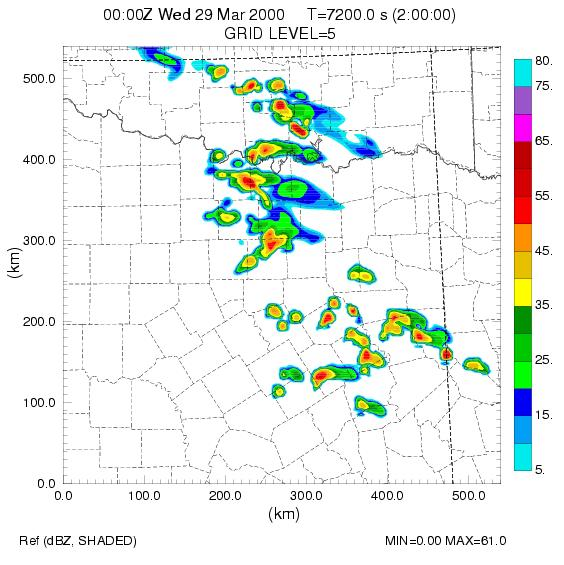 00:00Z Wed 29 Mar 2000 T=7200.0 s (2:00:00)
GRID LEVEL=5
500.0
400.0
300.0
200.0
100.0
0.0
(km)
0.0 100.0 200.0 300.0 400.0 500.0
(km)
80.
75.
65.
55.
45.
35.
25.
15.
5.
Ref (dBZ, SHADED) MIN=0.00 MAX=61.0